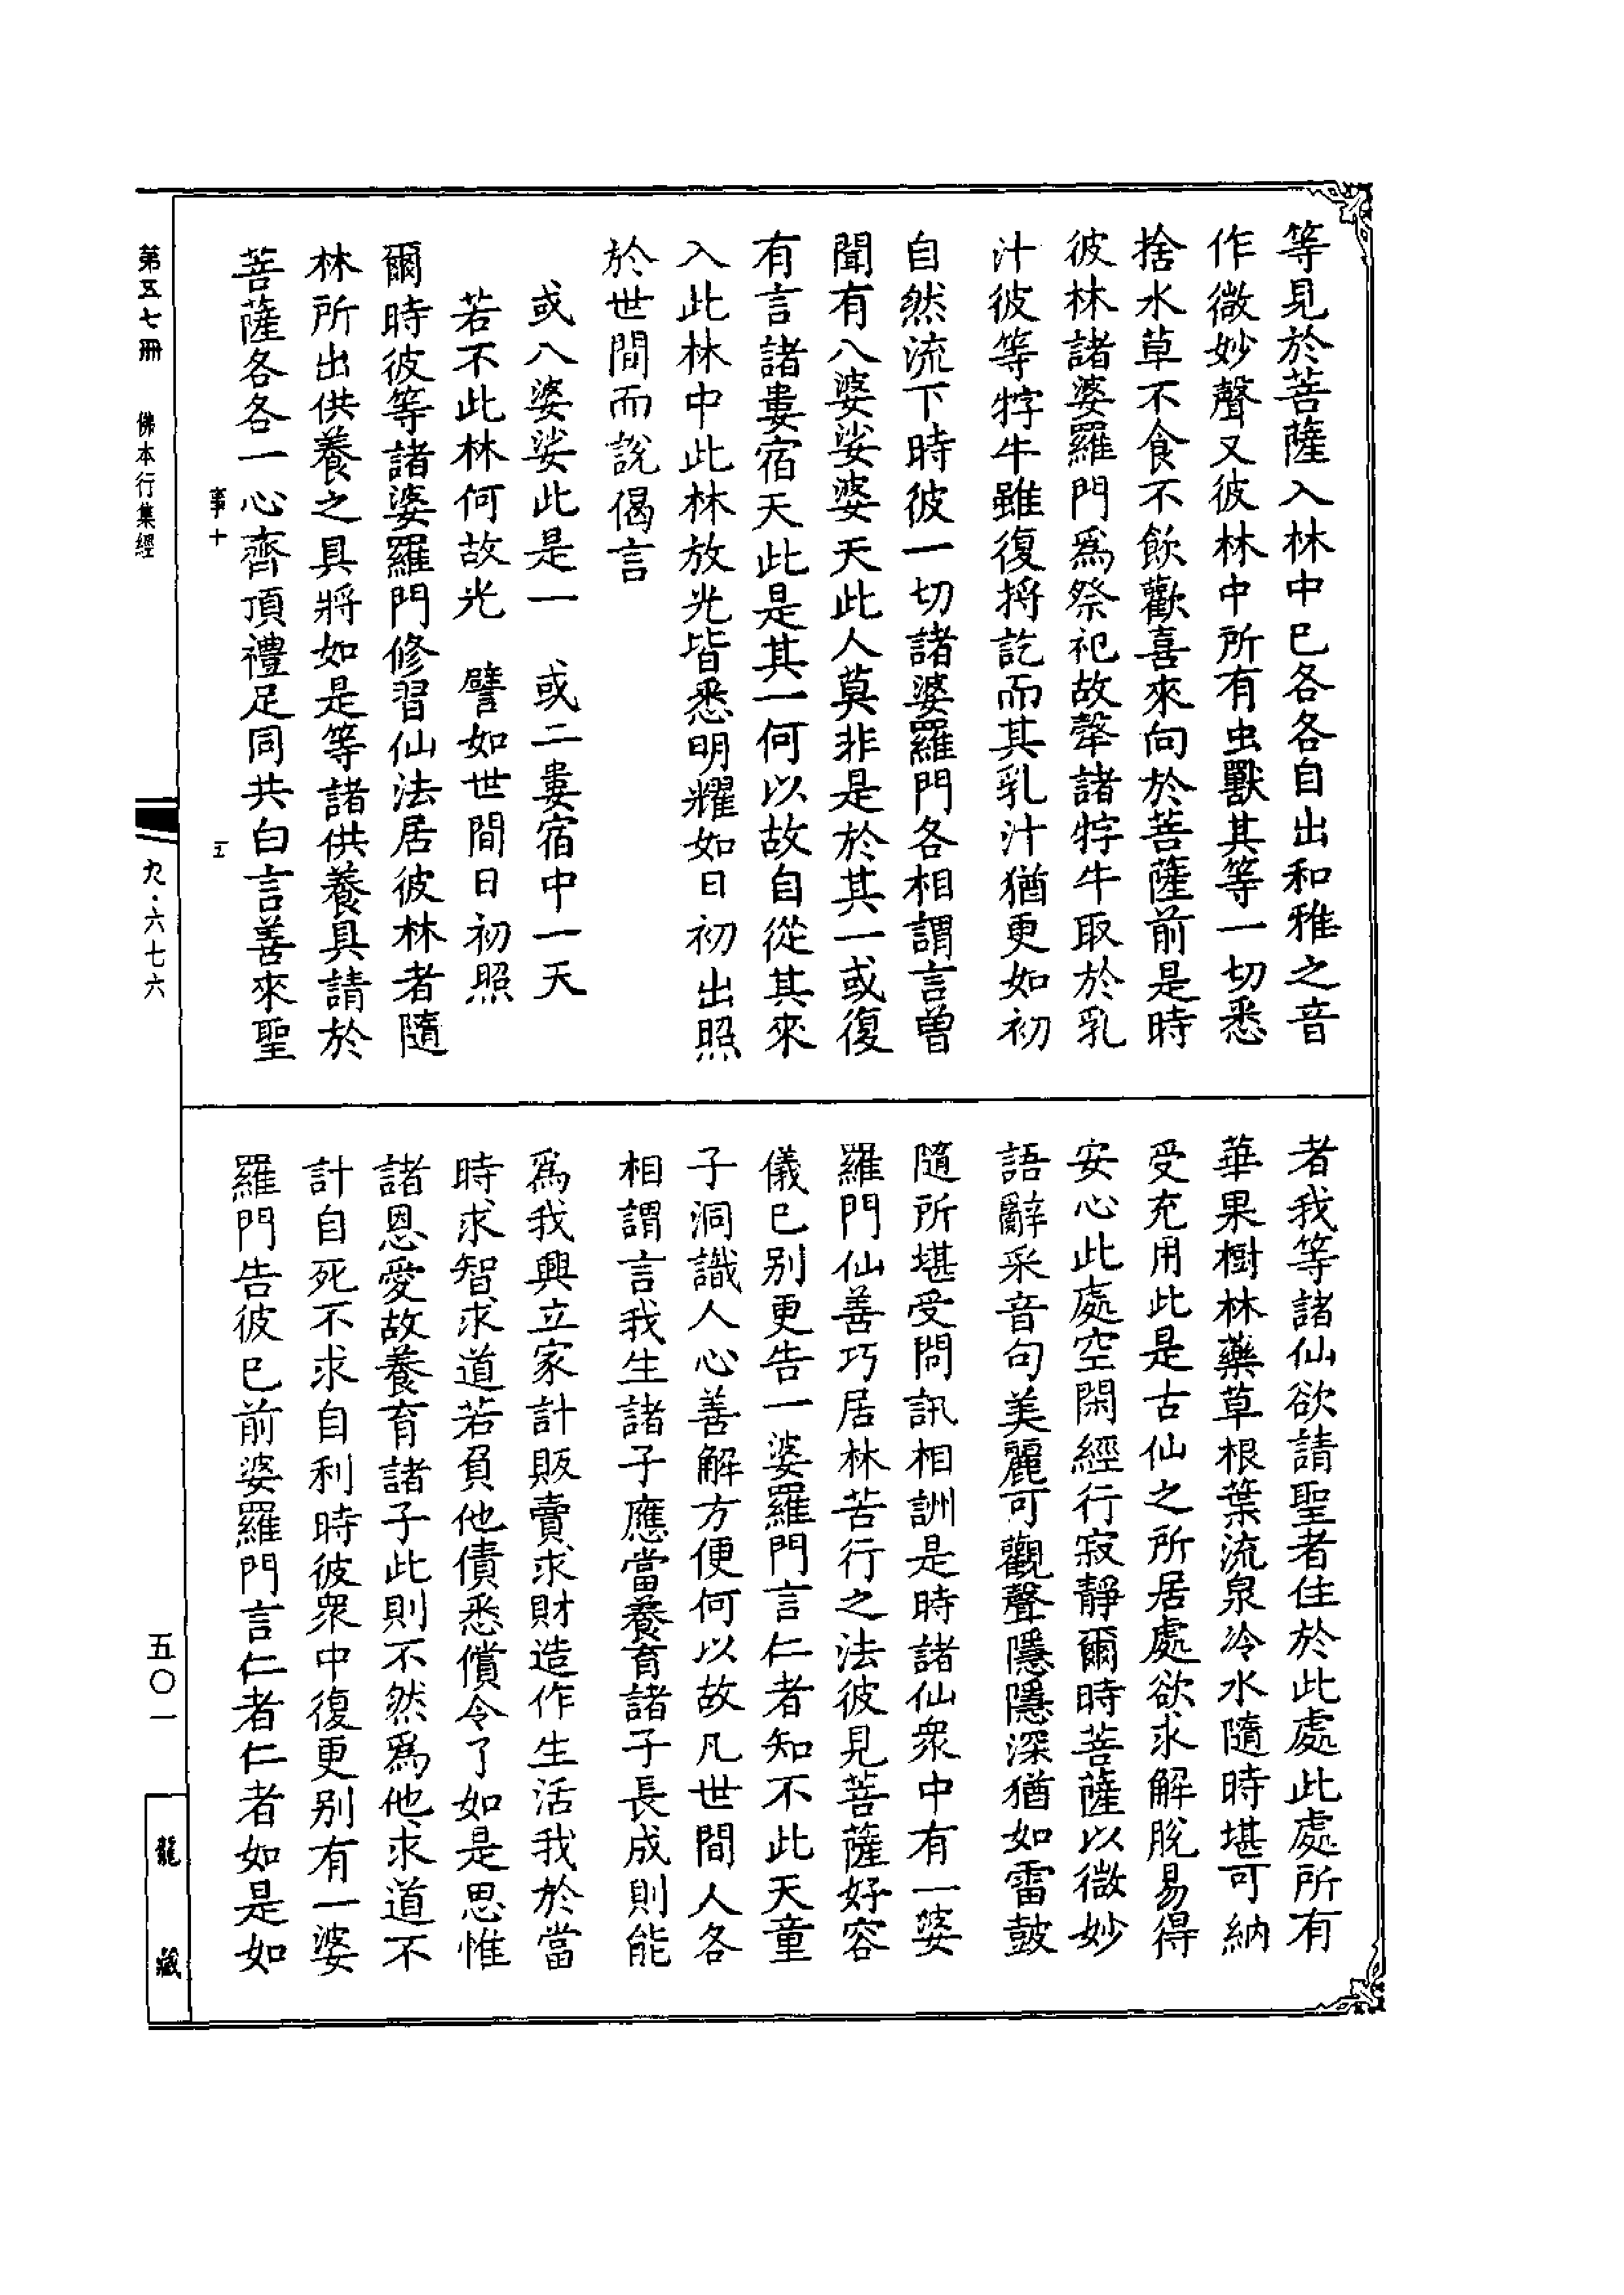 等見於菩薩入林中已各各自出和雅之音
作微妙聲又彼林中所有虫獸其等一切悉
捨水草不食不飲歡喜來向於菩薩前是時
彼林諸婆羅門爲祭祀故犛諸牸牛取於乳
汁彼等牸牛雖復捋訖而其乳汁猶更如初
自然流下時彼一切諸婆羅門各相謂言曾
聞有八婆娑婆天此人莫非是於其一或復
有言諸婁宿天此是其一何以故自從其來
入此林中此林放光皆悉明耀如日初出照
於世間而說偈言
或八婆娑此是一　或二婁宿中一天
若不此林何故光　譬如世間日初照
爾時彼等諸婆羅門修習仙法居彼林者隨
林所出供養之具將如是等諸供養具請於
菩薩各各一心齊頂禮足同共白言善來聖
者我等諸仙欲請聖者住於此處此處所有
華果樹林藥草根葉流泉冷水隨時堪可納
受充用此是古仙之所居處欲求解脫易得
安心此處空閑經行寂靜爾時菩薩以微妙
語辭采音句美麗可觀聲隱隱深猶如雷鼓
隨所堪受問訊相詶是時諸仙衆中有一婆
羅門仙善巧居林苦行之法彼見菩薩好容
儀已別更告一婆羅門言仁者知不此天童
子洞識人心善解方便何以故凡世間人各
相謂言我生諸子應當養育諸子長成則能
爲我興立家計販賣求財造作生活我於當
時求智求道若負他債悉償令了如是思惟
諸恩愛故養育諸子此則不然爲他求道不
計自死不求自利時彼衆中復更別有一婆
羅門告彼已前婆羅門言仁者仁者如是如
事十　五
第五七冊　佛本行集經
九·六七六
五〇一
龍藏